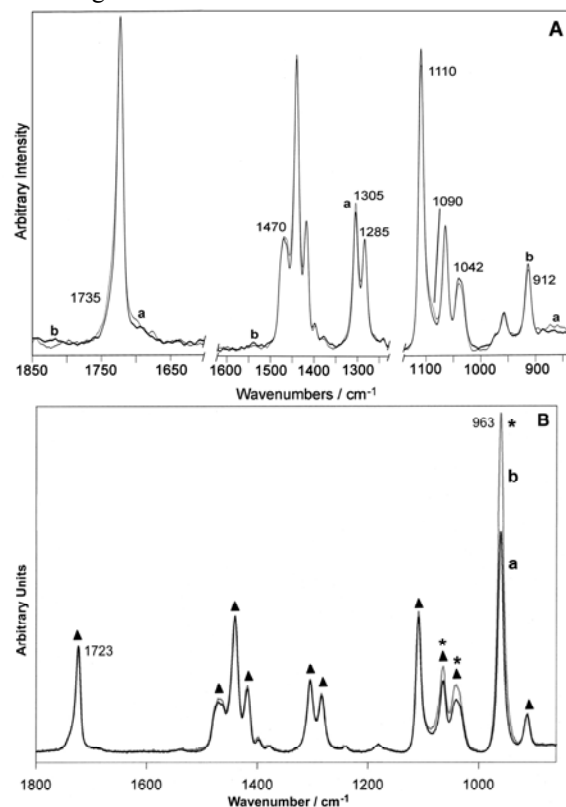 A
Arbitrary Intensity
1735
a
b
1470
b
a
1305
1285
1110
1090
1042
b
912
a
1850
1750
1650
1600
1500
1400
1300
1100
1000
900
Wavenumbers / cm-1
B
Arbitrary Units
963
*
b
a
1723
*
*
1800
1600
1400
1200
1000
Wavenumber / cm-1